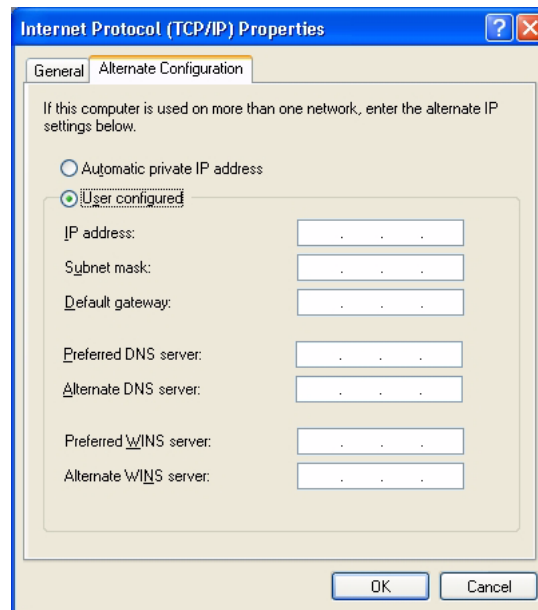 Internet Protocol (TCP/IP) Properties
General
Alternate Configuration
If this computer is used on more than one network, enter the alternate IP
settings below.
Automatic private IP address
User configured
IP address:
Subnet mask:
Default gateway:
Preferred DNS server:
Alternate DNS server:
Preferred WINS server:
Alternate WINS server:
OK
Cancel